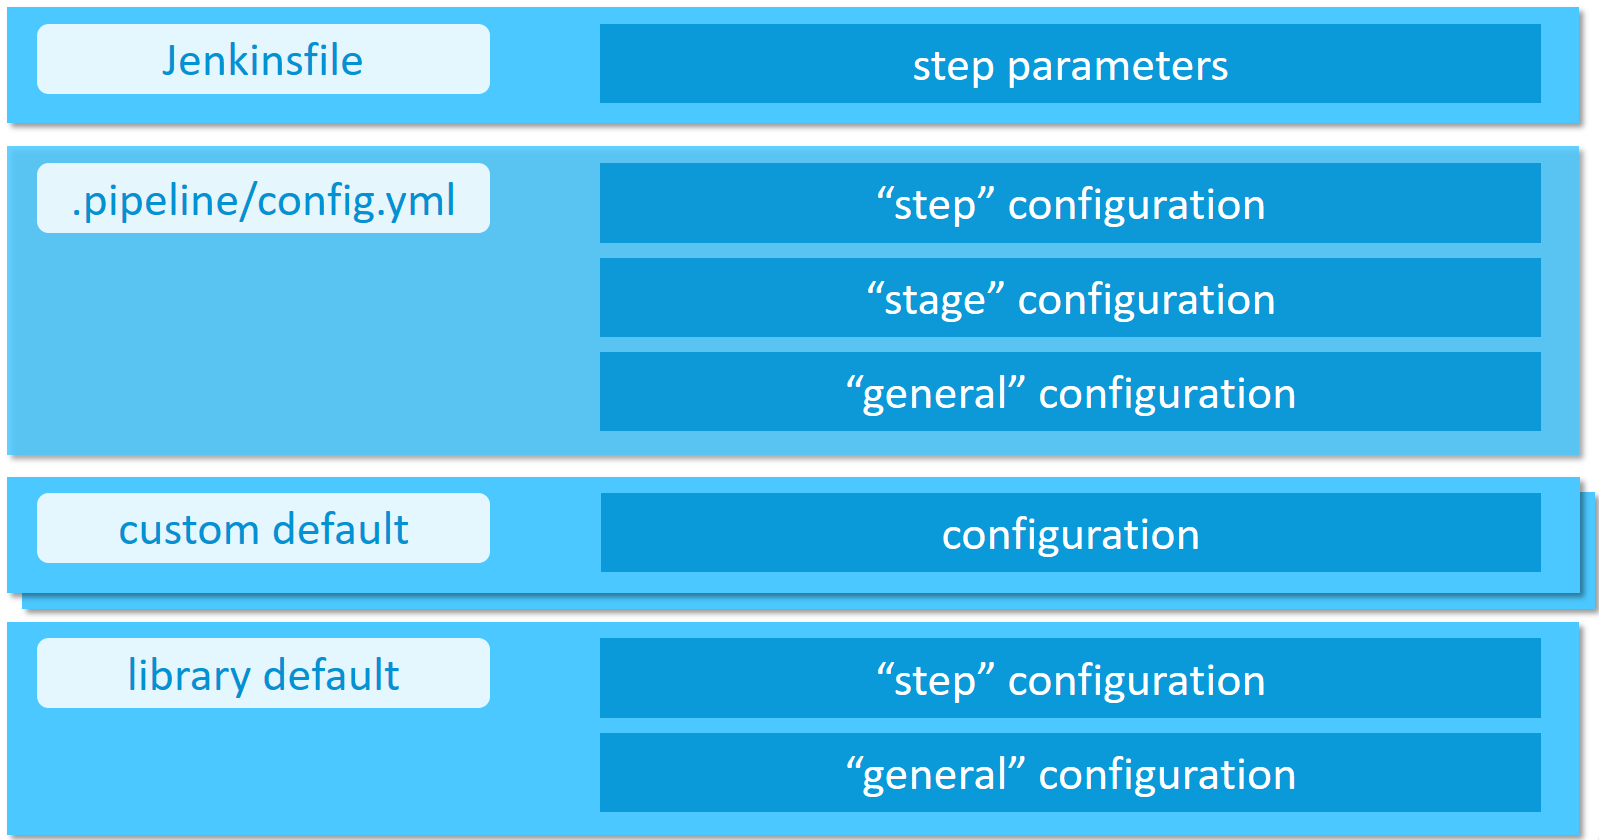 Jenkinsfile
step parameters
.pipeline/config.yml
“step” configuration
“stage” configuration
“general” configuration
custom default
configuration
library default
“step” configuration
“general” configuration